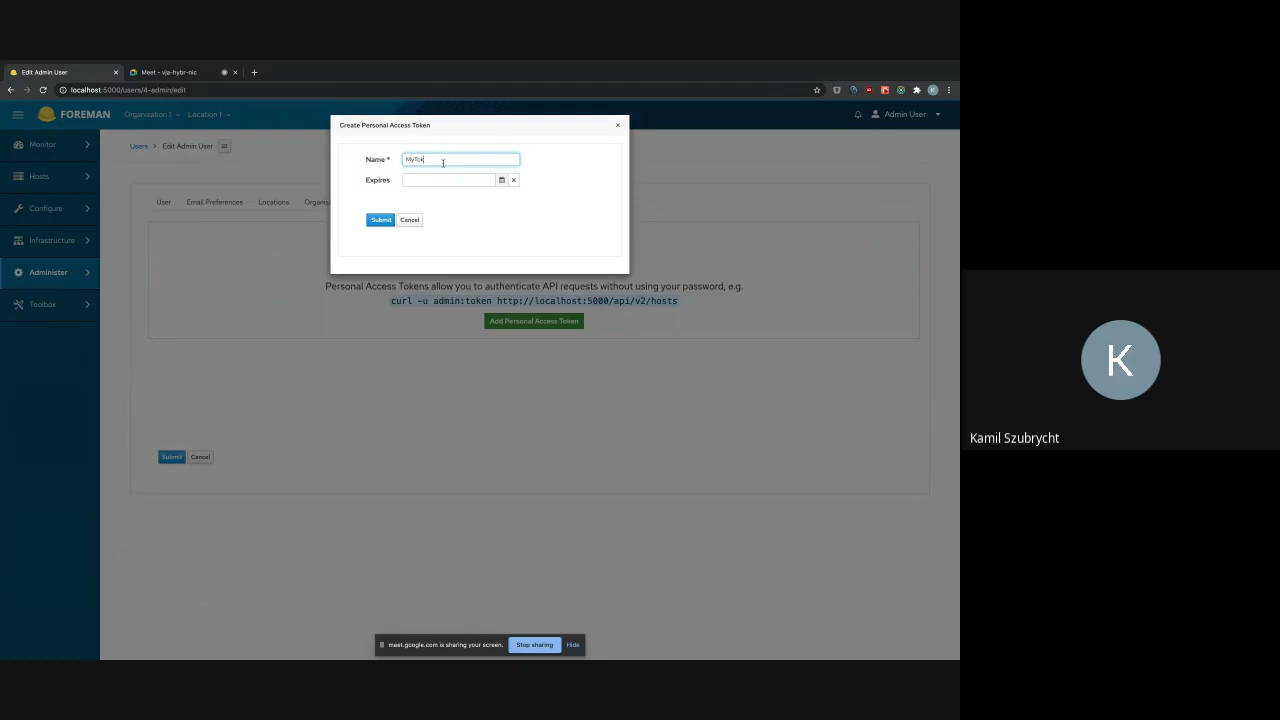 Edit Admin User
Meet - vja-hybr-nic
localhost:5000/users/4-admin/edit
FOREMAN
Organization 1
Location 1
Admin User
Create Personal Access Token
Monitor
Users
Edit Admin User
Name *
MyTok
Hosts
Expires
User
Email Preferences
Locations
Organis
Configure
Submit
Cancel
Infrastructure
Administer
Personal Access Tokens allow you to authenticate API requests without using your password, e.g.
curl -u admin:token http://localhost:5000/api/v2/hosts
Toolbox
Add Personal Access Token
K
Kamil Szubrycht
Submit
Cancel
meet.google.com is sharing your screen.
Stop sharing
Hide